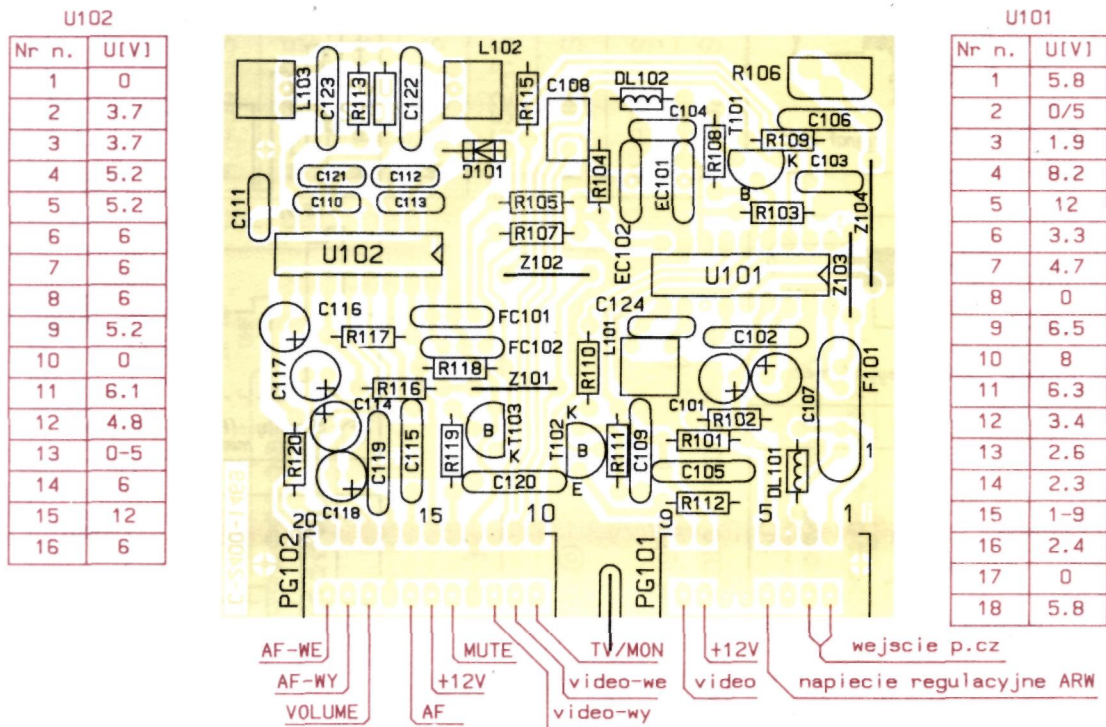 U102
Nr n. U[V]
1 0
2 3.7
3 3.7
4 5.2
5 5.2
6 6
7 6
8 6
9 5.2
10 0
11 6.1
12 4.8
13 0-5
14 6
15 12
16 6
L103
C123
R113
C122
L102
R115
C108
DL102
C104
T101
R108
R106
C106
R109
K
C103
B
R103
Z104
Z103
D101
R104
EC101
EC102
C121
C112
C110
C113
C111
R105
R107
U102
Z102
U101
C116
FC101
C124
R117
FC102
L101
C102
R118
R110
F101
C117
R116
Z101
C101
C107
C114
R102
K
R120
C119
C115
R119
B
T103
K
T102
B
E
R111
C109
R101
C105
DL101
1
C118
C120
R112
20
15
10
9
5
1
PG102
PG101
AF-WE
MUTE
TV/MON
+12V
wejscie p.cz
AF-WY
+12V
video-we
video
napiecie regulacyjne ARW
VOLUME
AF
video-wy
U101
Nr n. U[V]
1 5.8
2 0/5
3 1.9
4 8.2
5 12
6 3.3
7 4.7
8 0
9 6.5
10 8
11 6.3
12 3.4
13 2.6
14 2.3
15 1-9
16 2.4
17 0
18 5.8